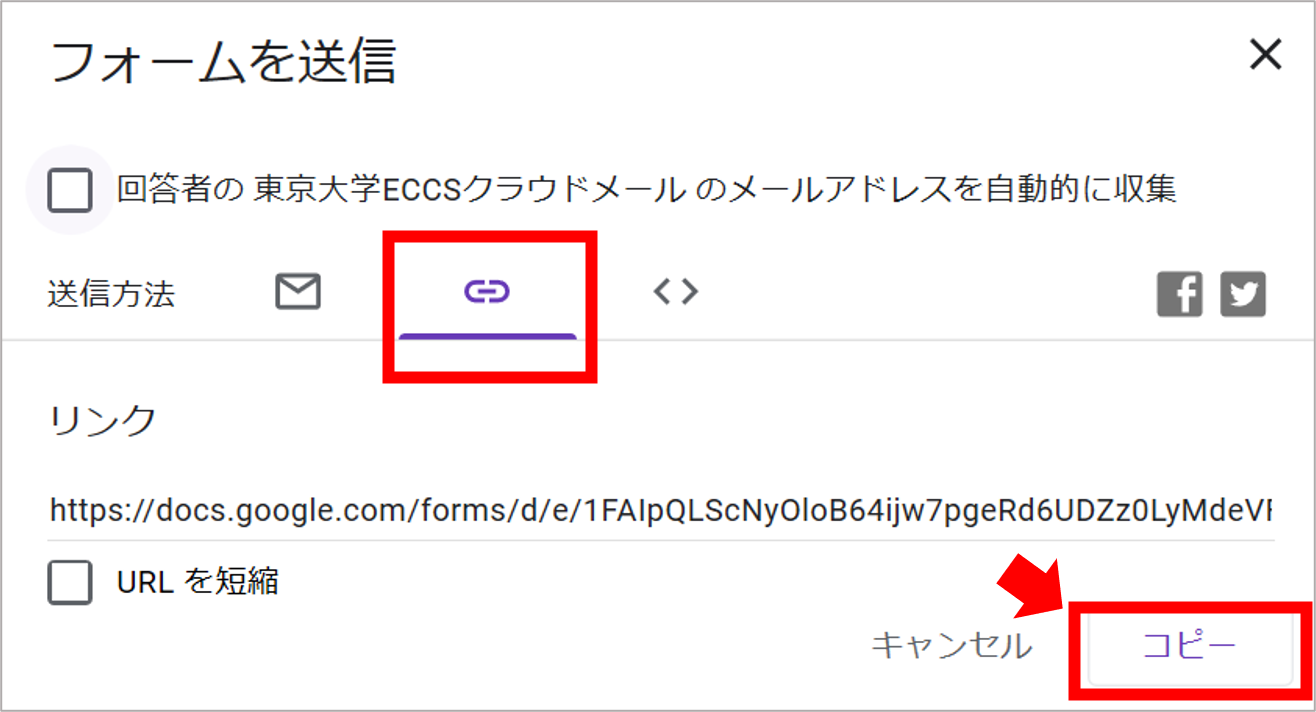 フォームを送信
回答者の 東京大学ECCSクラウドメール のメールアドレスを自動的に収集
送信方法
リンク
https://docs.google.com/forms/d/e/1FAIpQLScNyOloB64ijw7pgeRd6UDZz0LyMdeVF
URL を短縮
キャンセル コピー